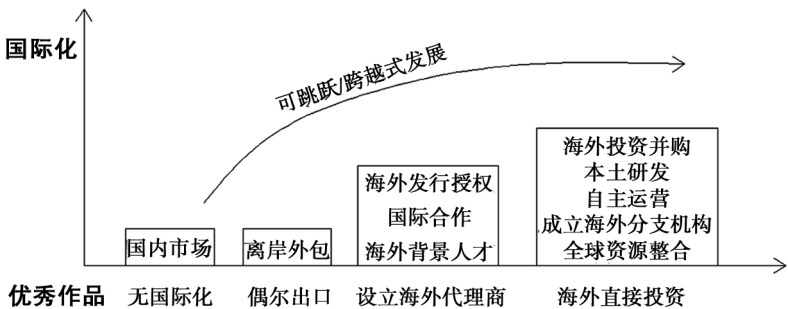 国际化
可跳跃/跨越式发展
国内市场
离岸外包
海外发行授权
国际合作
海外背景人才
海外投资并购
本土研发
自主运营
成立海外分支机构
全球资源整合
优秀作品
无国际化
偶尔出口
设立海外代理商
海外直接投资